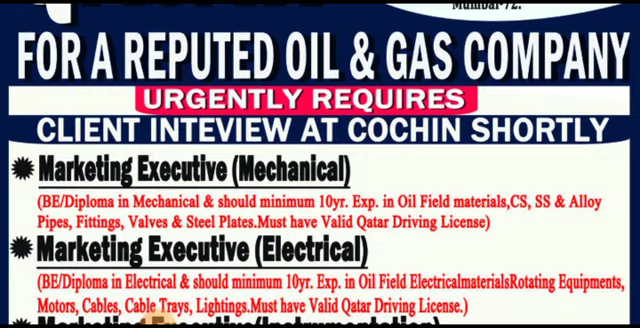 Mumbai-72.
FOR A REPUTED OIL & GAS COMPANY
URGENTLY REQUIRES
CLIENT INTEVIEW AT COCHIN SHORTLY
Marketing Executive (Mechanical)
(BE/Diploma in Mechanical & should minimum 10yr. Exp. in Oil Field materials,CS, SS & Alloy
Pipes, Fittings, Valves & Steel Plates.Must have Valid Qatar Driving License)
Marketing Executive (Electrical)
(BE/Diploma in Electrical & should minimum 10yr. Exp. in Oil Field ElectricalmaterialsRotating Equipments,
Motors, Cables, Cable Trays, Lightings.Must have Valid Qatar Driving License.)
Marketing Executive(Instrumentation)